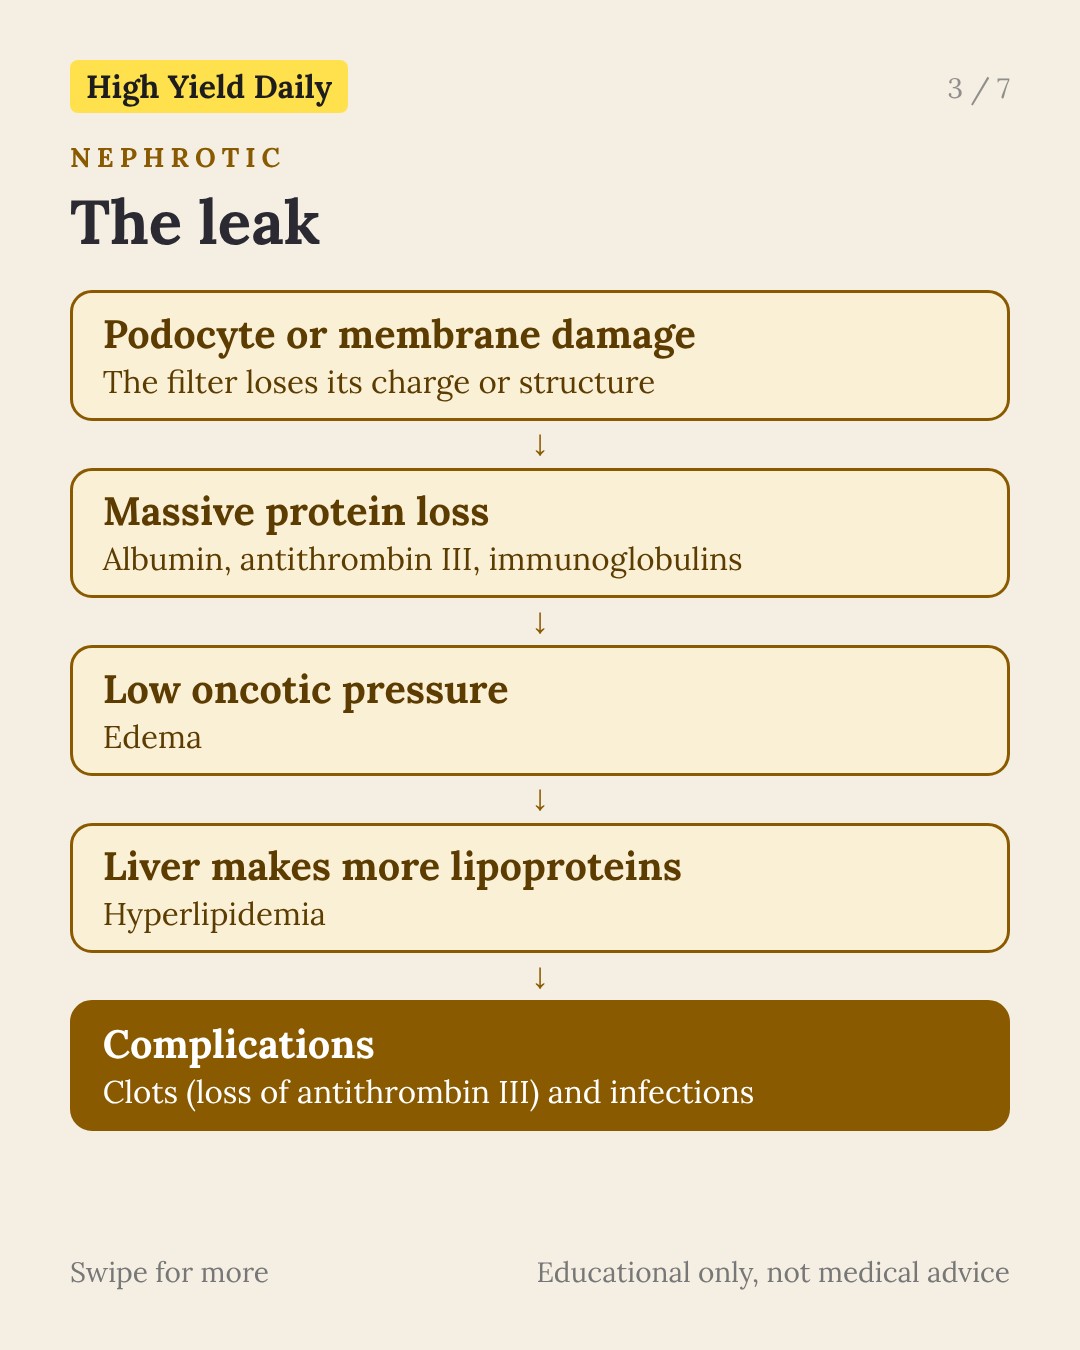 High Yield Daily
3 / 7
NEPHROTIC
The leak
Podocyte or membrane damage
The filter loses its charge or structure
↓
Massive protein loss
Albumin, antithrombin III, immunoglobulins
↓
Low oncotic pressure
Edema
↓
Liver makes more lipoproteins
Hyperlipidemia
↓
Complications
Clots (loss of antithrombin III) and infections
Swipe for more
Educational only, not medical advice